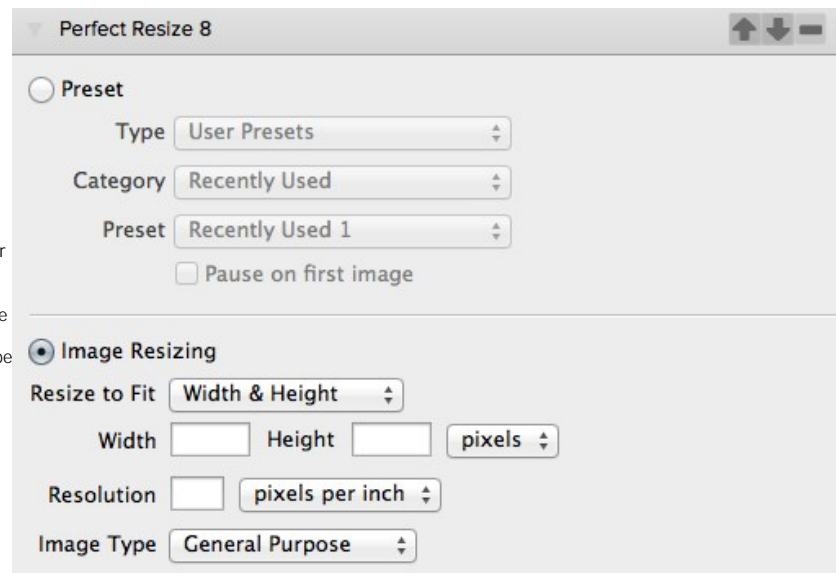 Perfect Resize 8
Preset
Type User Presets
Category Recently Used
Preset Recently Used 1
r
Pause on first image
e
Image Resizing
Resize to Fit Width & Height
Width Height pixels
Resolution pixels per inch
Image Type General Purpose